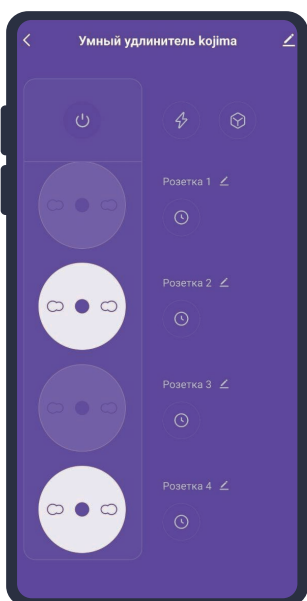 Умный удлинитель kojima
Розетка 1
Розетка 2
Розетка 3
Розетка 4